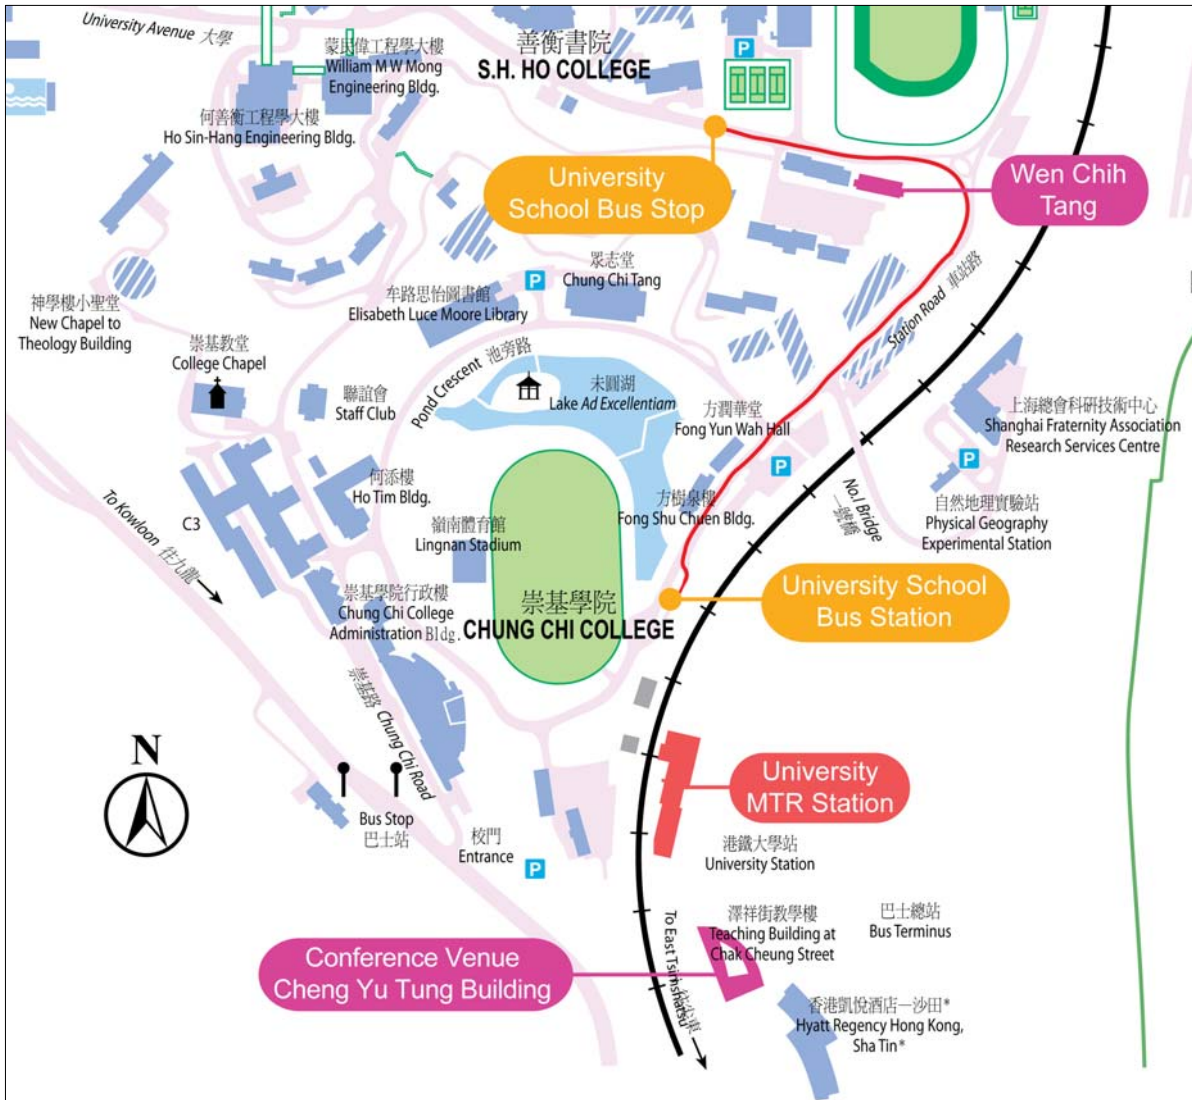 University Avenue 大學
蒙民偉工程學大樓
William M W Mong
Engineering Bldg.
善衡書院
S.H. HO COLLEGE
P
何善衡工程學大樓
Ho Sin-Hang Engineering Bldg.
University
School Bus Stop
Wen Chih
Tang
眾志堂
Chung Chi Tang
P
牟路思怡圖書館
Elisabeth Luce Moore Library
Station Road 車站路
神學樓小聖堂
New Chapel to
Theology Building
崇基教堂
College Chapel
聯誼會
Staff Club
Pond Crescent 池旁路
未圓湖
Lake Ad Excellentiam
方潤華堂
Fong Yun Wah Hall
上海總會科研技術中心
Shanghai Fraternity Association
Research Services Centre
P
P
To Kowloon 往九龍
C3
何添樓
Ho Tim Bldg.
嶺南體育館
Lingnan Stadium
方樹泉樓
Fong Shu Chuen Bldg.
No.1 Bridge
一號橋
自然地理實驗站
Physical Geography
Experimental Station
崇基學院行政樓
Chung Chi College
Administration Bldg.
崇基學院
CHUNG CHI COLLEGE
University School
Bus Station
崇基路 Chung Chi Road
N
University
MTR Station
Bus Stop
巴士站
校門
Entrance
P
港鐵大學站
University Station
To East Tsimshatsui 往尖東
澤祥街教學樓
Teaching Building at
Chak Cheung Street
巴士總站
Bus Terminus
Conference Venue
Cheng Yu Tung Building
香港凱悅酒店－沙田*
Hyatt Regency Hong Kong,
Sha Tin*